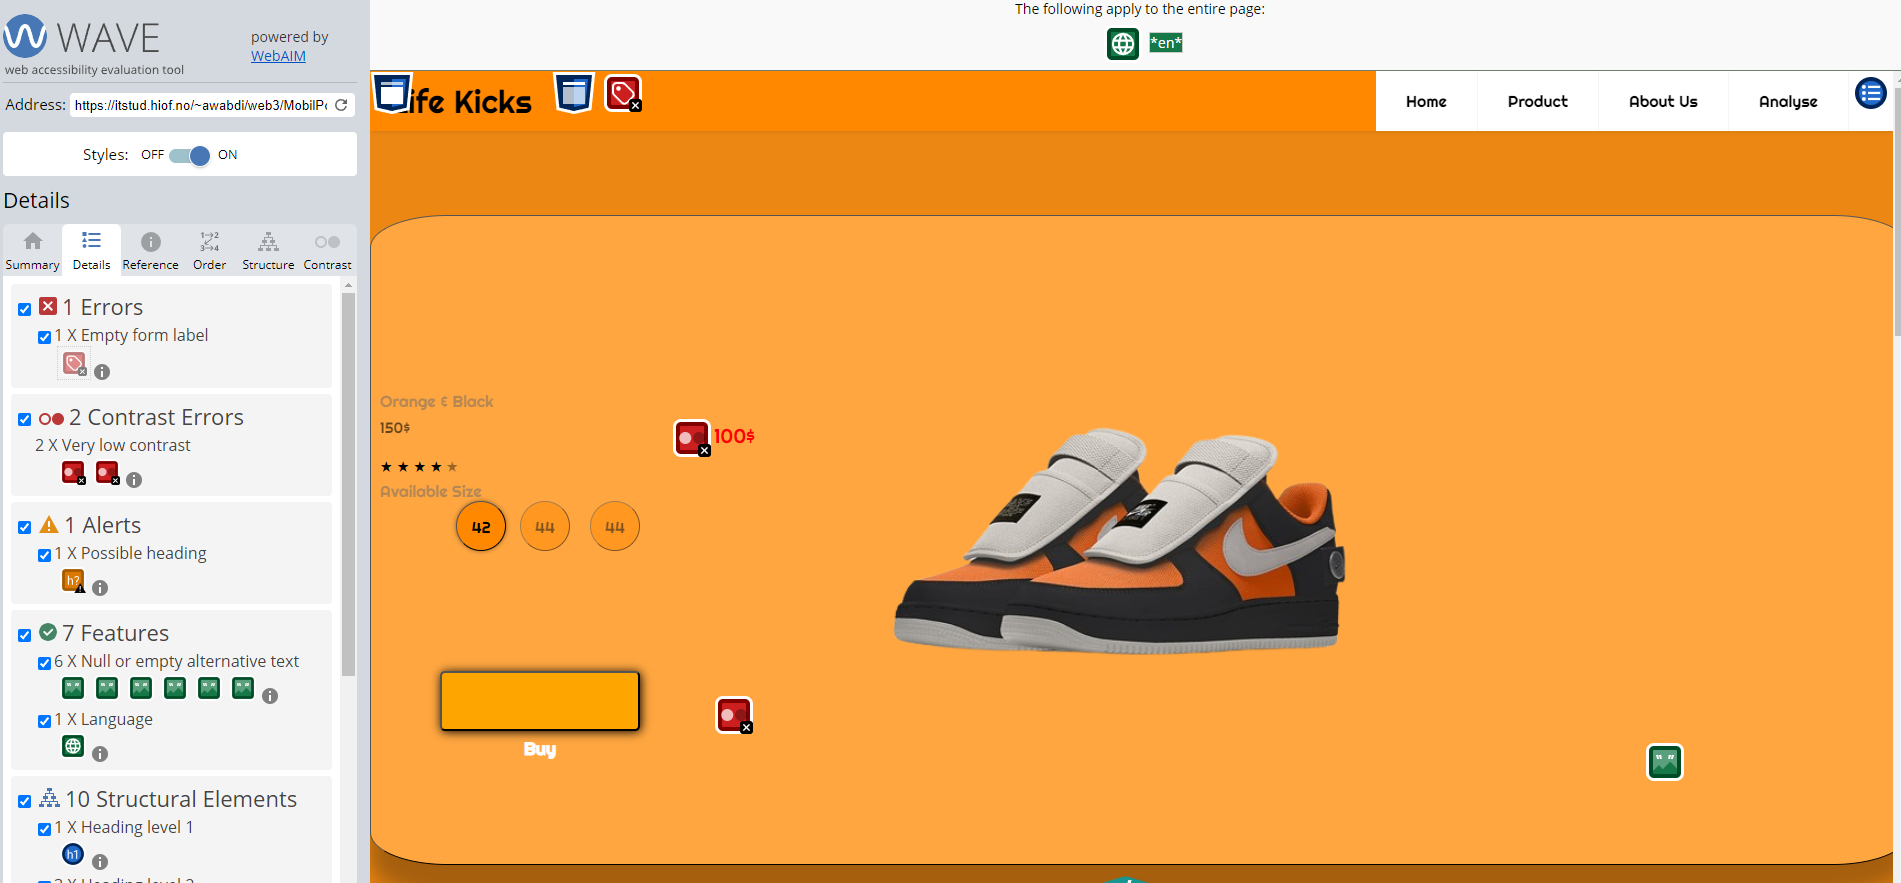 WAVE
powered by
WebAIM
web accessibility evaluation tool
Address: https://itstud.hiof.no/~awabdi/web3/MobilPo
Styles: OFF ON
Details
Summary Details Reference Order Structure Contrast
1 Errors
1 X Empty form label
2 Contrast Errors
2 X Very low contrast
1 Alerts
1 X Possible heading
h?
7 Features
6 X Null or empty alternative text
1 X Language
10 Structural Elements
1 X Heading level 1
h1
The following apply to the entire page:
*en*
ife Kicks
Home Product About Us Analyse
Orange & Black
150$
100$
★ ★ ★ ★ ★
Available Size
42 44 44
Buy